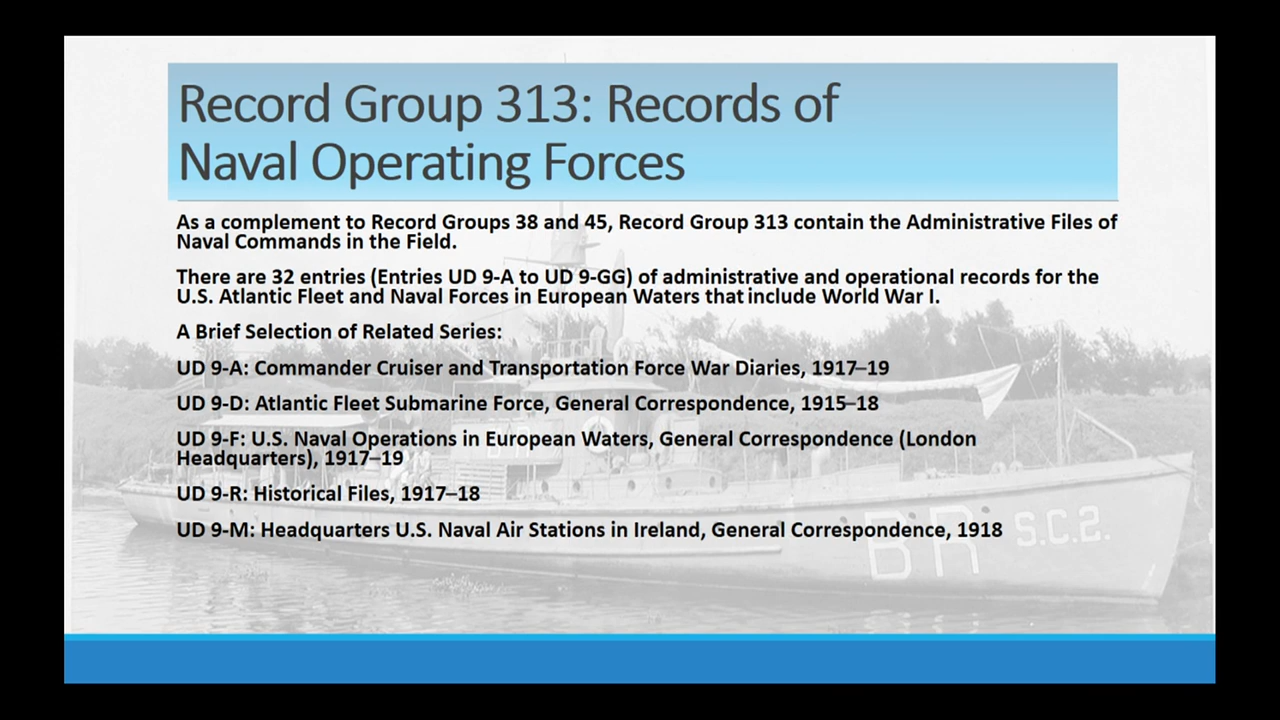 Record Group 313: Records of
Naval Operating Forces
As a complement to Record Groups 38 and 45, Record Group 313 contain the Administrative Files of
Naval Commands in the Field.
There are 32 entries (Entries UD 9-A to UD 9-GG) of administrative and operational records for the
U.S. Atlantic Fleet and Naval Forces in European Waters that include World War I.
A Brief Selection of Related Series:
UD 9-A: Commander Cruiser and Transportation Force War Diaries, 1917–19
UD 9-D: Atlantic Fleet Submarine Force, General Correspondence, 1915–18
UD 9-F: U.S. Naval Operations in European Waters, General Correspondence (London
Headquarters), 1917–19
UD 9-R: Historical Files, 1917–18
UD 9-M: Headquarters U.S. Naval Air Stations in Ireland, General Correspondence, 1918
BR S.C.2.